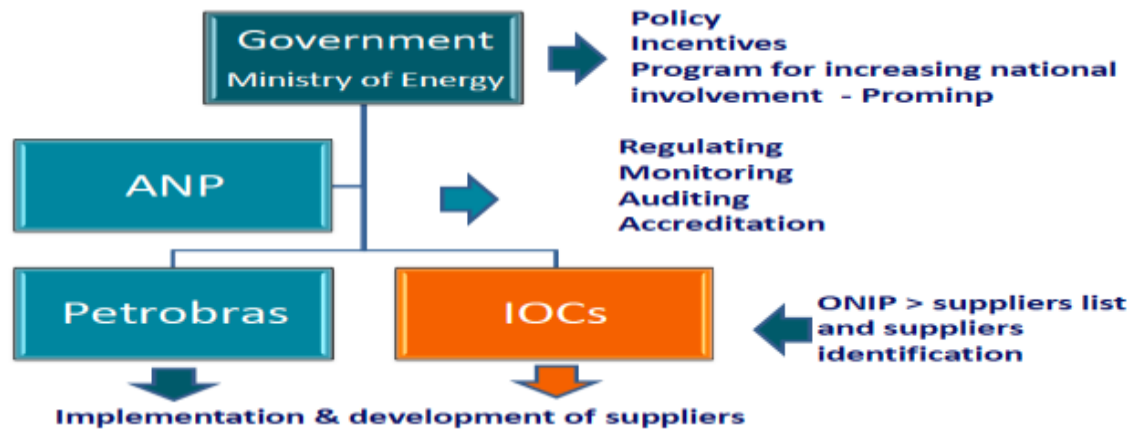 Government
Ministry of Energy
Policy
Incentives
Program for increasing national
involvement - Prominp
ANP
Regulating
Monitoring
Auditing
Accreditation
Petrobras
IOCs
ONIP > suppliers list
and suppliers
identification
Implementation & development of suppliers